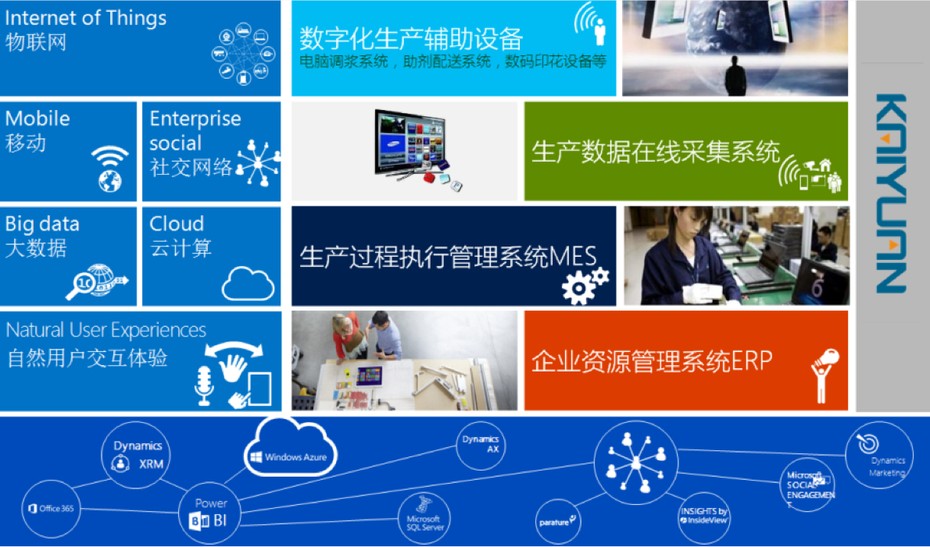 Internet of Things
物联网
数字化生产辅助设备
电脑调浆系统，助剂配送系统，数码印花设备等
Mobile
移动
Enterprise
social
社交网络
生产数据在线采集系统
KAIYUAN
Big data
大数据
Cloud
云计算
生产过程执行管理系统MES
6
Natural User Experiences
自然用户交互体验
企业资源管理系统ERP
Dynamics
XRM
Windows Azure
Dynamics
AX
Dynamics
Marketing
Microsoft
SOCIAL
ENGAGEMEN
T
Office 365
Power
BI
Microsoft
SQL Server
parature
INSIGHTS by
InsideView